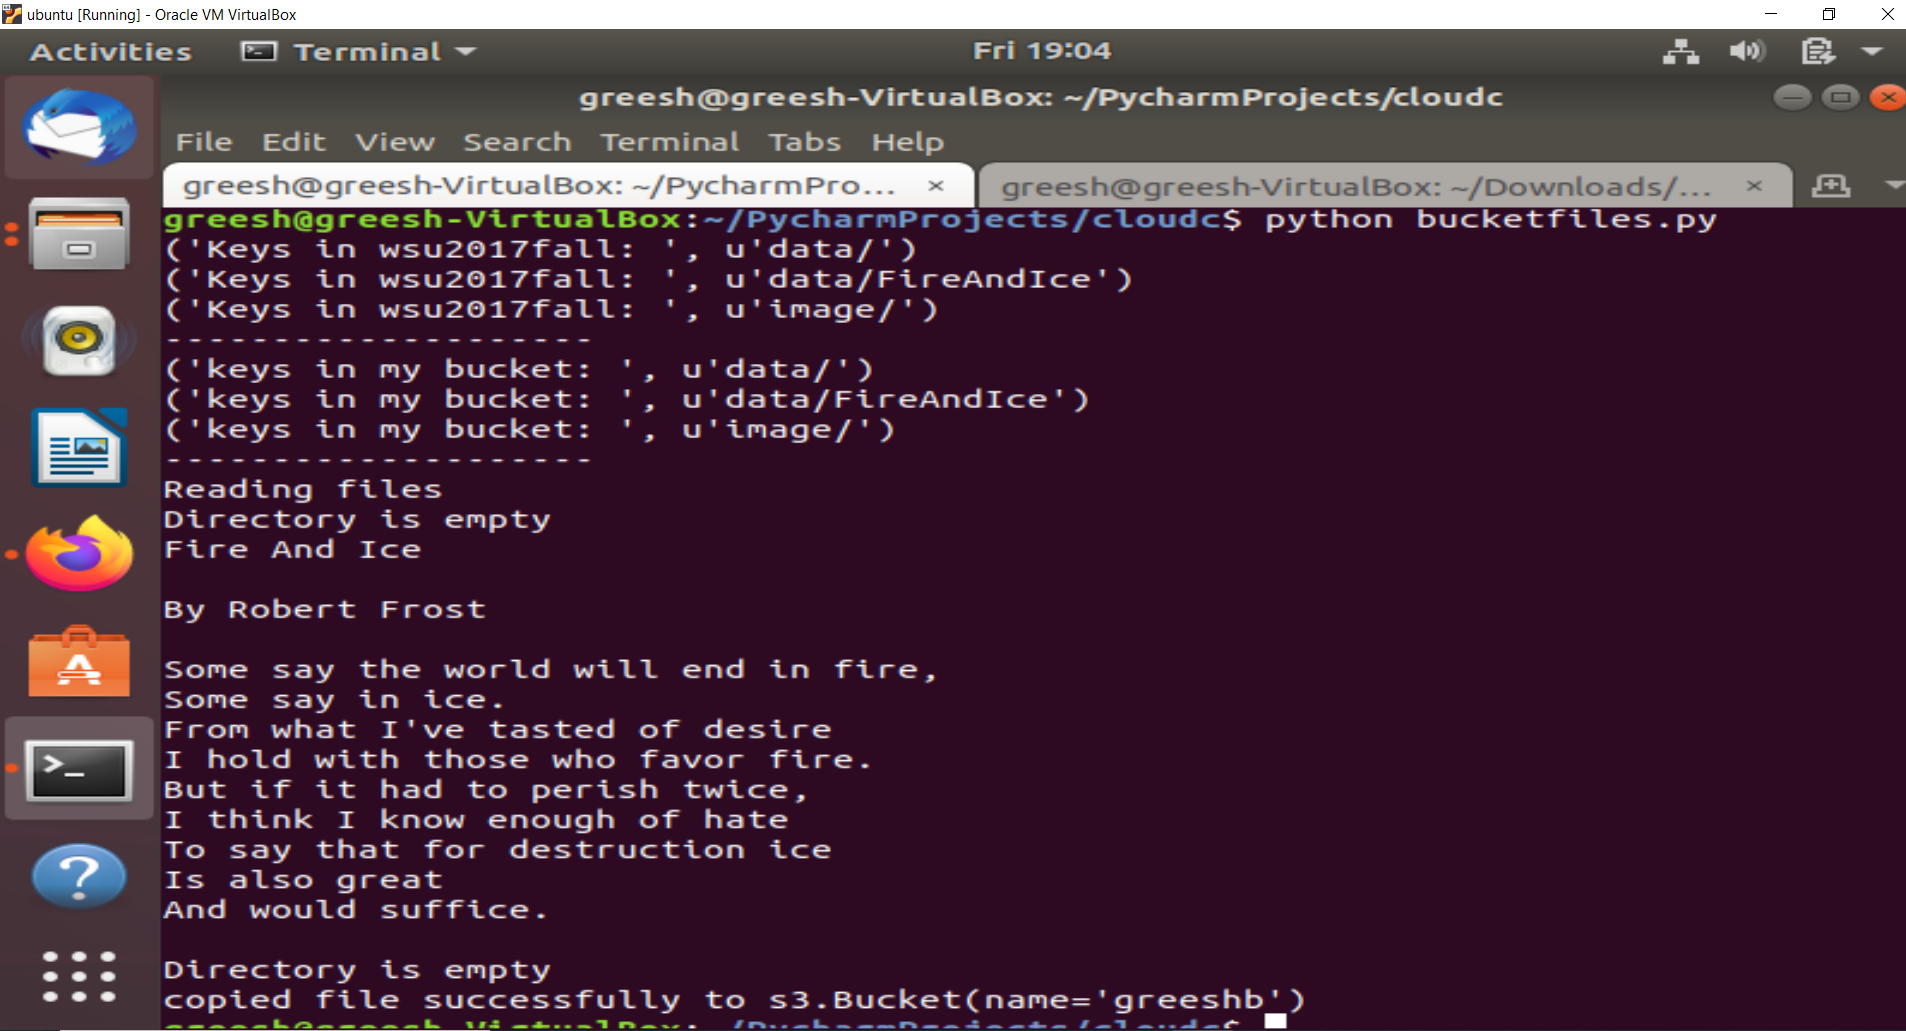 ubuntu [Running] - Oracle VM VirtualBox
Activities Terminal Fri 19:04
greesh@greesh-VirtualBox: ~/PycharmProjects/cloudc
File Edit View Search Terminal Tabs Help
greesh@greesh-VirtualBox: ~/PycharmPro... × greesh@greesh-VirtualBox: ~/Downloads/... ×
greesh@greesh-VirtualBox:~/PycharmProjects/cloudc$ python bucketfiles.py
('Keys in wsu2017fall: ', u'data/')
('Keys in wsu2017fall: ', u'data/FireAndIce')
('Keys in wsu2017fall: ', u'image/')
--------------------
('keys in my bucket: ', u'data/')
('keys in my bucket: ', u'data/FireAndIce')
('keys in my bucket: ', u'image/')
--------------------
Reading files
Directory is empty
Fire And Ice
By Robert Frost
Some say the world will end in fire,
Some say in ice.
From what I've tasted of desire
I hold with those who favor fire.
But if it had to perish twice,
I think I know enough of hate
To say that for destruction ice
Is also great
And would suffice.
Directory is empty
copied file successfully to s3.Bucket(name='greeshb')
greesh@greesh-VirtualBox:~/PycharmProjects/cloudc$